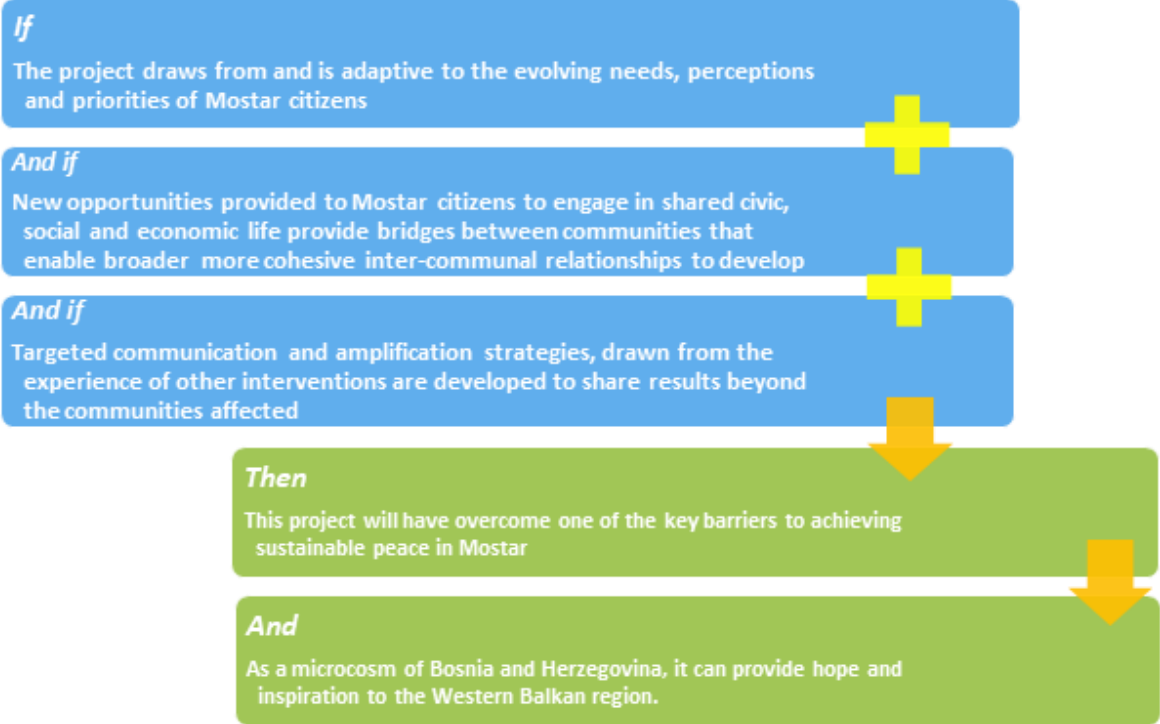 If
The project draws from and is adaptive to the evolving needs, perceptions
and priorities of Mostar citizens
And if
New opportunities provided to Mostar citizens to engage in shared civic,
social and economic life provide bridges between communities that
enable broader more cohesive inter-communal relationships to develop
And if
Targeted communication and amplification strategies, drawn from the
experience of other interventions are developed to share results beyond
the communities affected
Then
This project will have overcome one of the key barriers to achieving
sustainable peace in Mostar
And
As a microcosm of Bosnia and Herzegovina, it can provide hope and
inspiration to the Western Balkan region.